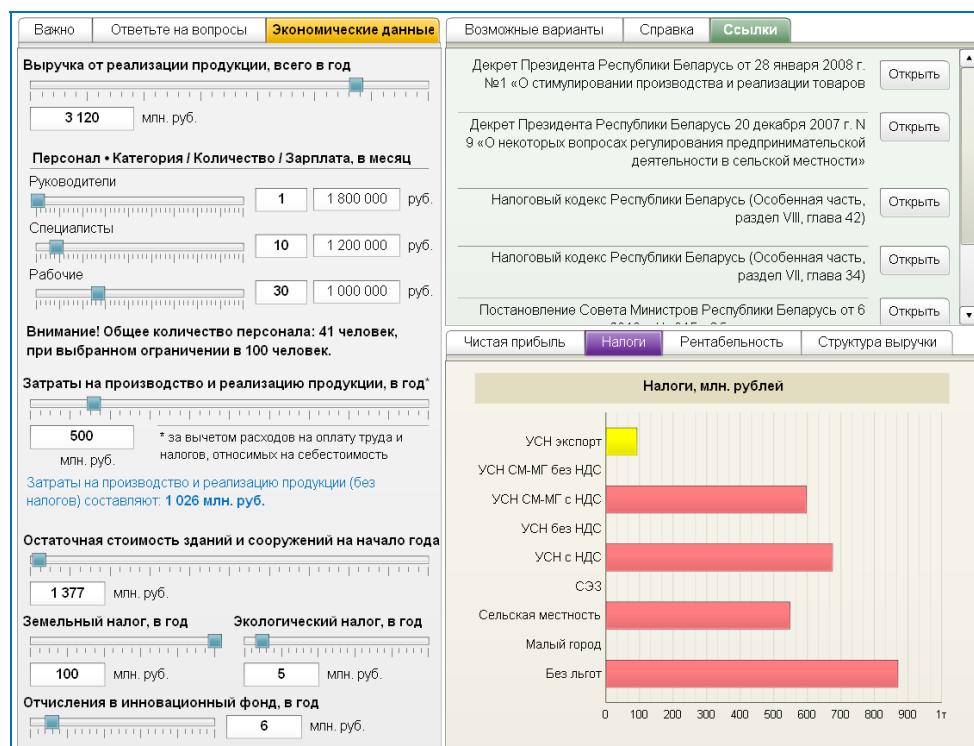 Важно
Ответьте на вопросы
Экономические данные
Выручка от реализации продукции, всего в год
3 120 млн. руб.
Персонал • Категория / Количество / Зарплата, в месяц
Руководители
1 1 800 000 руб.
Специалисты
10 1 200 000 руб.
Рабочие
30 1 000 000 руб.
Внимание! Общее количество персонала: 41 человек,
при выбранном ограничении в 100 человек.
Затраты на производство и реализацию продукции, в год*
500
млн. руб.
* за вычетом расходов на оплату труда и
налогов, относимых на себестоимость
Затраты на производство и реализацию продукции (без
налогов) составляют: 1 026 млн. руб.
Остаточная стоимость зданий и сооружений на начало года
1 377 млн. руб.
Земельный налог, в год
100 млн. руб.
Экологический налог, в год
5 млн. руб.
Отчисления в инновационный фонд, в год
6 млн. руб.
Возможные варианты
Справка
Ссылки
Декрет Президента Республики Беларусь от 28 января 2008 г.
№1 «О стимулировании производства и реализации товаров
Открыть
Декрет Президента Республики Беларусь 20 декабря 2007 г. N
9 «О некоторых вопросах регулирования предпринимательской
деятельности в сельской местности»
Открыть
Налоговый кодекс Республики Беларусь (Особенная часть,
раздел VIII, глава 42)
Открыть
Налоговый кодекс Республики Беларусь (Особенная часть,
раздел VII, глава 34)
Открыть
Постановление Совета Министров Республики Беларусь от 6
Открыть
Чистая прибыль
Налоги
Рентабельность
Структура выручки
Налоги, млн. рублей
УСН экспорт
УСН СМ-МГ без НДС
УСН СМ-МГ с НДС
УСН без НДС
УСН с НДС
СЭЗ
Сельская местность
Малый город
Без льгот
0 100 200 300 400 500 600 700 800 900 1т